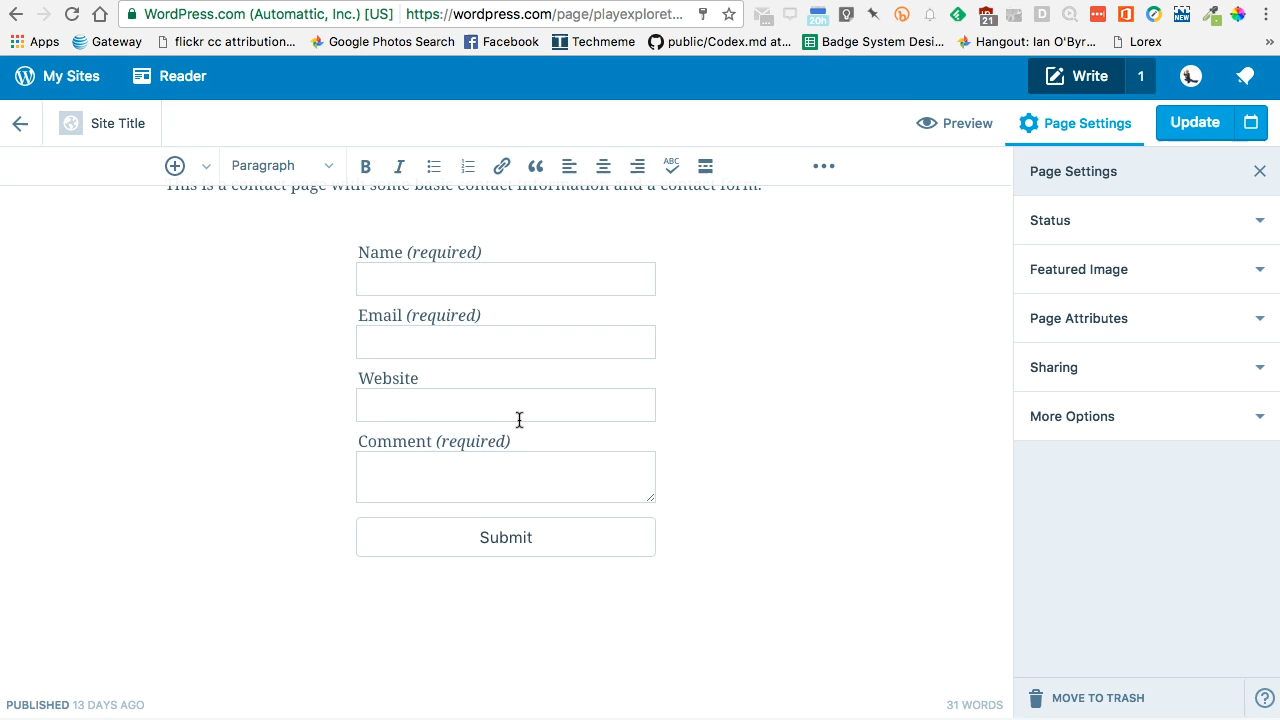 WordPress.com (Automattic, Inc.) [US] https://wordpress.com/page/playexploret...
20h 21 D NEW
Apps Gateway flickr cc attribution... Google Photos Search Facebook Techmeme public/Codex.md at... Badge System Desi... Hangout: Ian O'Byr... Lorex »
My Sites Reader Write 1
Site Title Preview Page Settings Update
Paragraph B I ABC
This is a contact page with some basic contact information and a contact form.
Page Settings
Status
Featured Image
Page Attributes
Sharing
More Options
Name (required)
Email (required)
Website
Comment (required)
Submit
PUBLISHED 13 DAYS AGO 31 WORDS MOVE TO TRASH